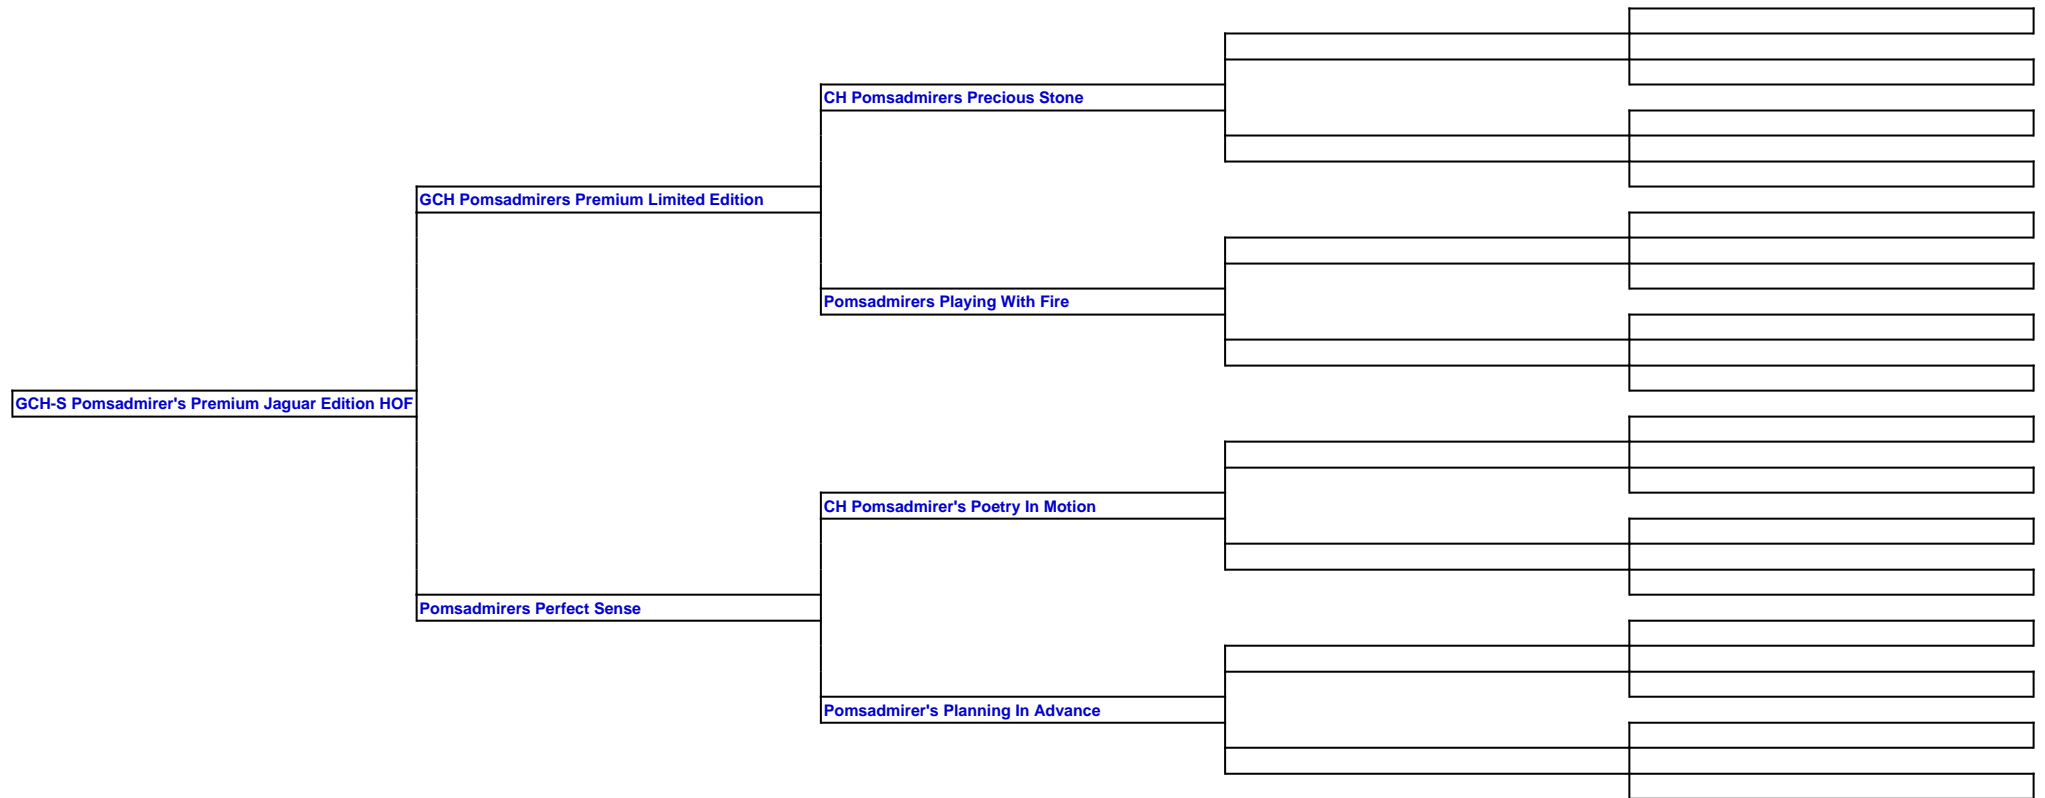 CH Pomsadmirers Precious Stone
GCH Pomsadmirers Premium Limited Edition
Pomsadmirers Playing With Fire
GCH-S Pomsadmirer's Premium Jaguar Edition HOF
CH Pomsadmirer's Poetry In Motion
Pomsadmirers Perfect Sense
Pomsadmirer's Planning In Advance